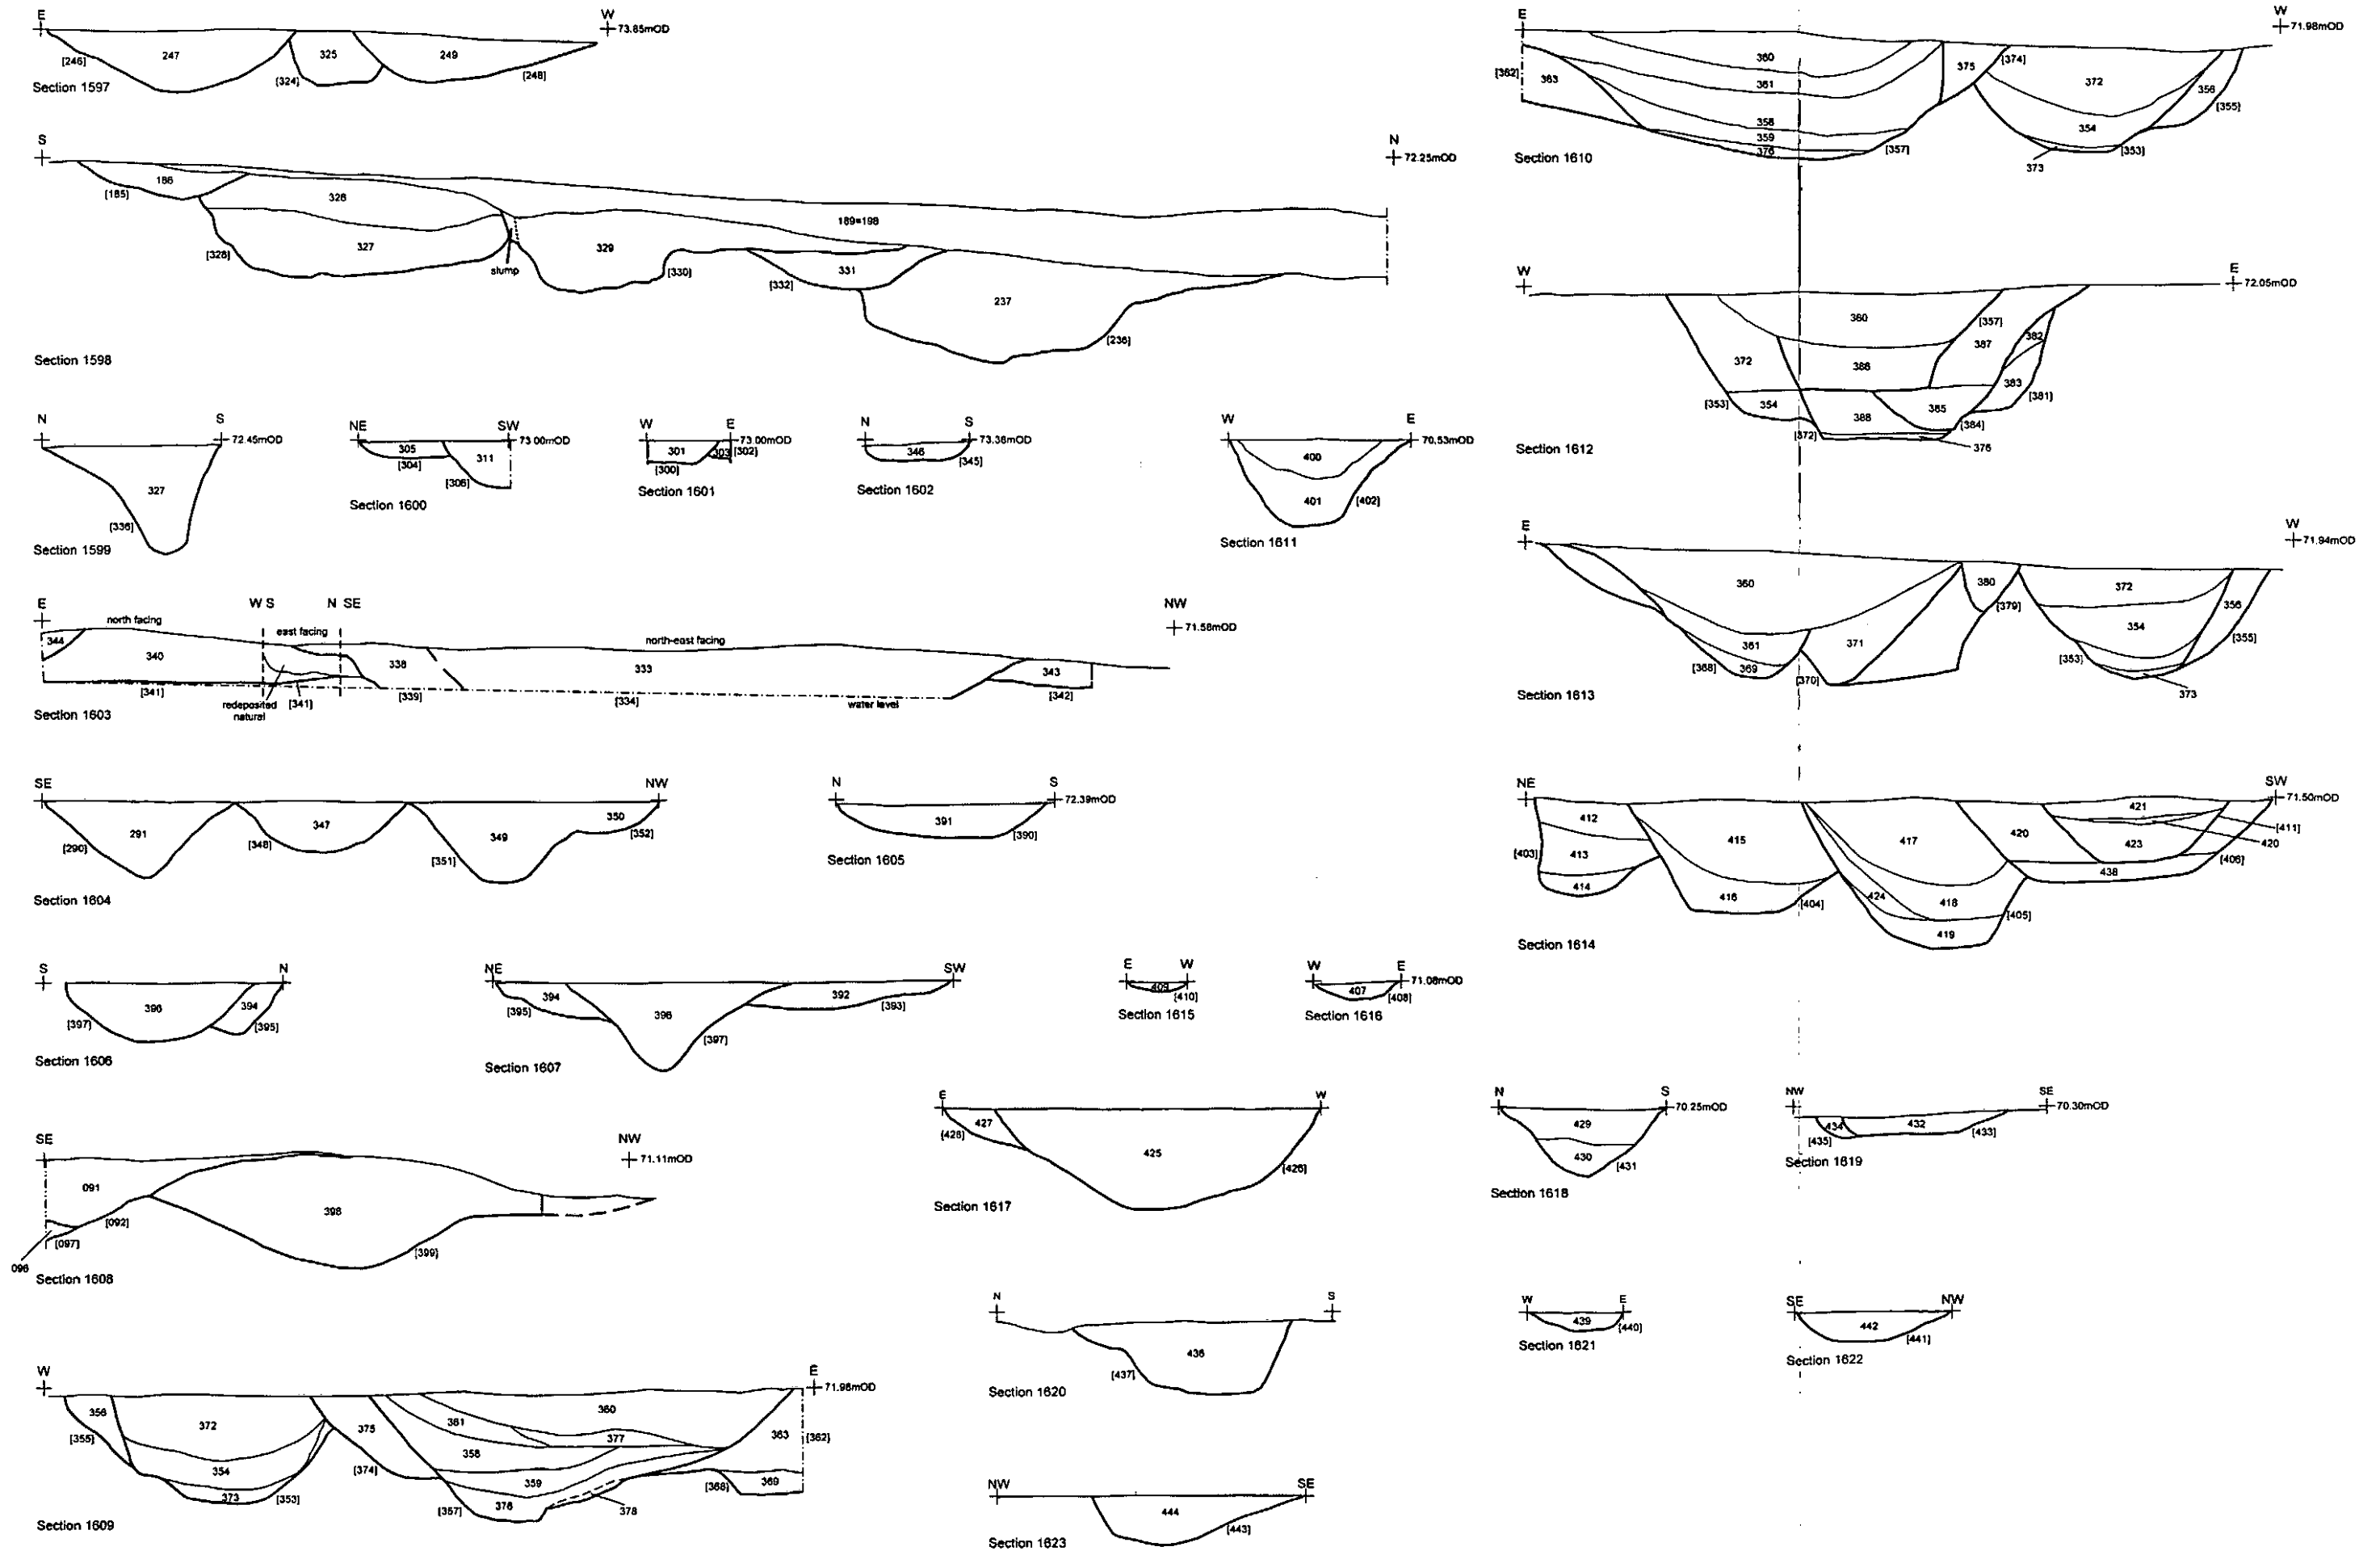 E W 73.85mOD
[246] 247 325 249 [248]
[324]
Section 1597
S N 72.25mOD
186 328 189=198
[185] 327 329 331 237
[328] slump [330] [332] [236]
Section 1598
N S 72.45mOD
327
[336]
Section 1599
NE SW 73.00mOD
305 311
[304] [306]
Section 1600
W E 73.00mOD
301 303 [302]
[300]
Section 1601
N S 73.36mOD
346 [345]
Section 1602
W E 70.53mOD
400
401 [402]
Section 1611
E W S N SE NW 71.58mOD
north facing east facing north-east facing
344 340 338 333 343
[341] redeposited natural [341] [339] [334] water level [342]
Section 1603
SE NW
291 347 349 350
[290] [348] [351] [352]
Section 1604
N S 72.39mOD
391 [390]
Section 1605
S N
396 394
[397] [395]
Section 1606
NE SW
394 396 392
[395] [397] [393]
Section 1607
E W
409 [410]
Section 1615
W E 71.08mOD
407 [408]
Section 1616
SE NW 71.11mOD
091 398
[092] [097] [399]
096
Section 1608
E W
427 425
[428] [426]
Section 1617
N S 70.25mOD
429
430 [431]
Section 1618
NW SE 70.30mOD
434 432
[435] [433]
Section 1619
W E 71.98mOD
356 372 375 361 360 363
[355] 354 358 377 [362]
373 [353] [374] 359 [368] 369
[357] 376 378
Section 1609
N S
436
[437]
Section 1620
W E
439 [440]
Section 1621
SE NW
442 [441]
Section 1622
NW SE
444 [443]
Section 1623
E W 71.98mOD
[362] 363 360 375 [374] 372 356
361 [355]
358 354
359
376 [357] 373 [353]
Section 1610
W E 72.05mOD
360 [357] 382
372 386 387 383
[353] 354 388 385 [381]
[372] [384] 376
Section 1612
E W 71.94mOD
360 380 372 356
361 371 [379] 354 [355]
[368] 369 [370] [353] 373
Section 1613
NE SW 71.50mOD
412 415 417 420 421 [411]
[403] 413 423 420 [406]
414 416 [404] 424 418 438
419 [405]
Section 1614